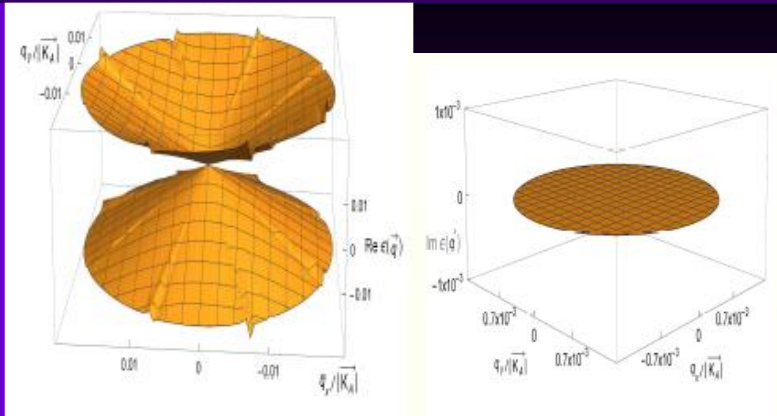 q_y/|K_A|
0.01
0
-0.01
0.01
0
-0.01
Re ε(q)
0.01
0
-0.01
q_x/|K_A|
1x10^-3
0
-1x10^-3
Im ε(q)
0.7x10^-3
0
0.7x10^-3
q_y/|K_A|
0.7x10^-3
0
-0.7x10^-3
q_x/|K_A|